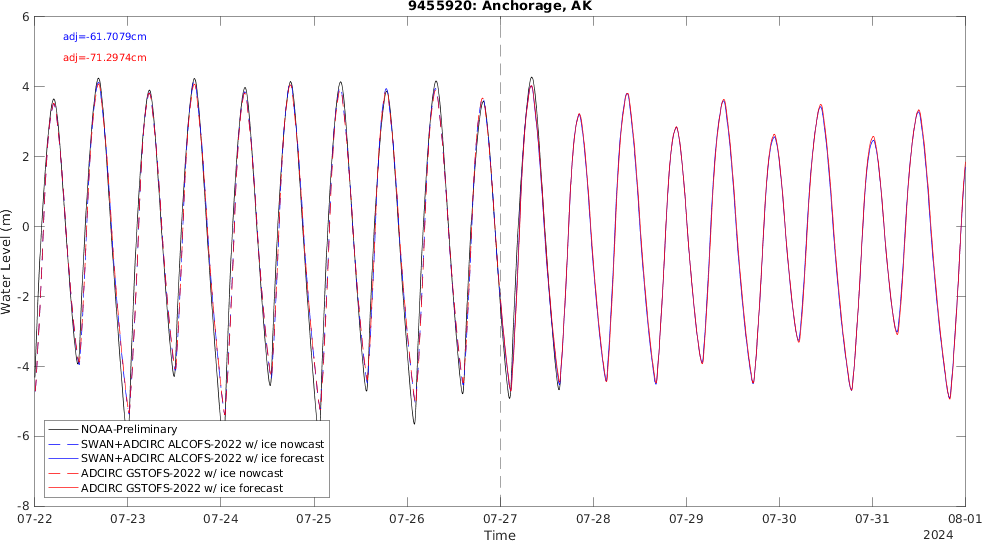 9455920: Anchorage, AK
adj=-61.7079cm
adj=-71.2974cm
6
4
2
0
-2
-4
-6
-8
Water Level (m)
NOAA-Preliminary
SWAN+ADCIRC ALCOFS-2022 w/ ice nowcast
SWAN+ADCIRC ALCOFS-2022 w/ ice forecast
ADCIRC GSTOFS-2022 w/ ice nowcast
ADCIRC GSTOFS-2022 w/ ice forecast
07-22 07-23 07-24 07-25 07-26 07-27 07-28 07-29 07-30 07-31 08-01
Time
2024